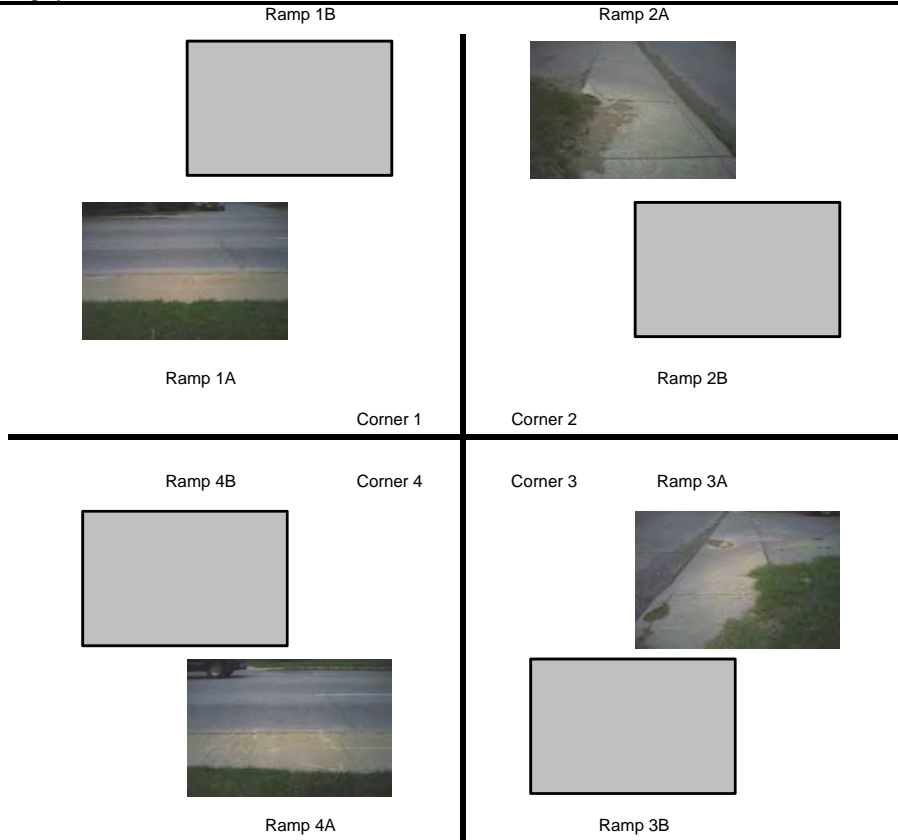 Ramp 1B
Ramp 2A
Ramp 1A
Ramp 2B
Corner 1
Corner 2
Ramp 4B
Corner 4
Corner 3
Ramp 3A
Ramp 4A
Ramp 3B